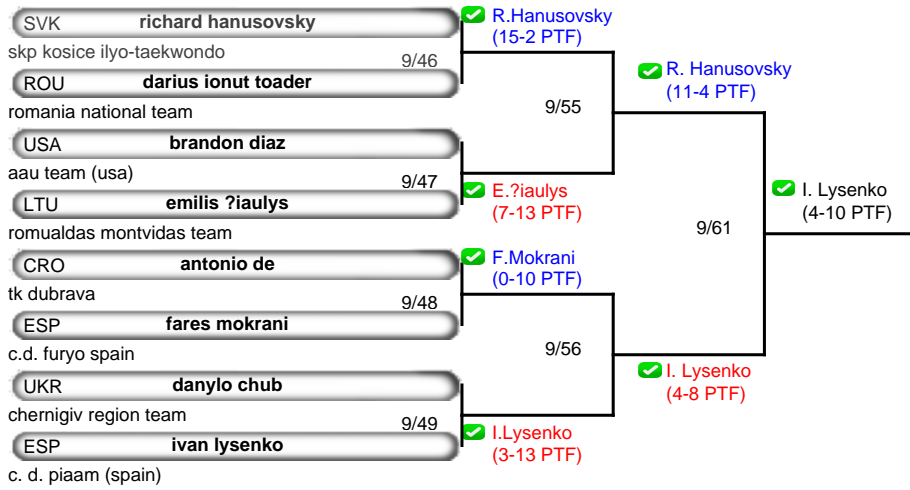 SVK richard hanusovsky
skp kosice ilyo-taekwondo
9/46
ROU darius ionut toader
romania national team
USA brandon diaz
aau team (usa)
9/47
LTU emilis ?iaulys
romualdas montvidas team
CRO antonio de
tk dubrava
9/48
ESP fares mokrani
c.d. furyo spain
UKR danylo chub
chernigiv region team
9/49
ESP ivan lysenko
c. d. piaam (spain)
R.Hanusovsky
(15-2 PTF)
9/55
E.?iaulys
(7-13 PTF)
F.Mokrani
(0-10 PTF)
9/56
I.Lysenko
(3-13 PTF)
R. Hanusovsky
(11-4 PTF)
9/61
I. Lysenko
(4-8 PTF)
I. Lysenko
(4-10 PTF)